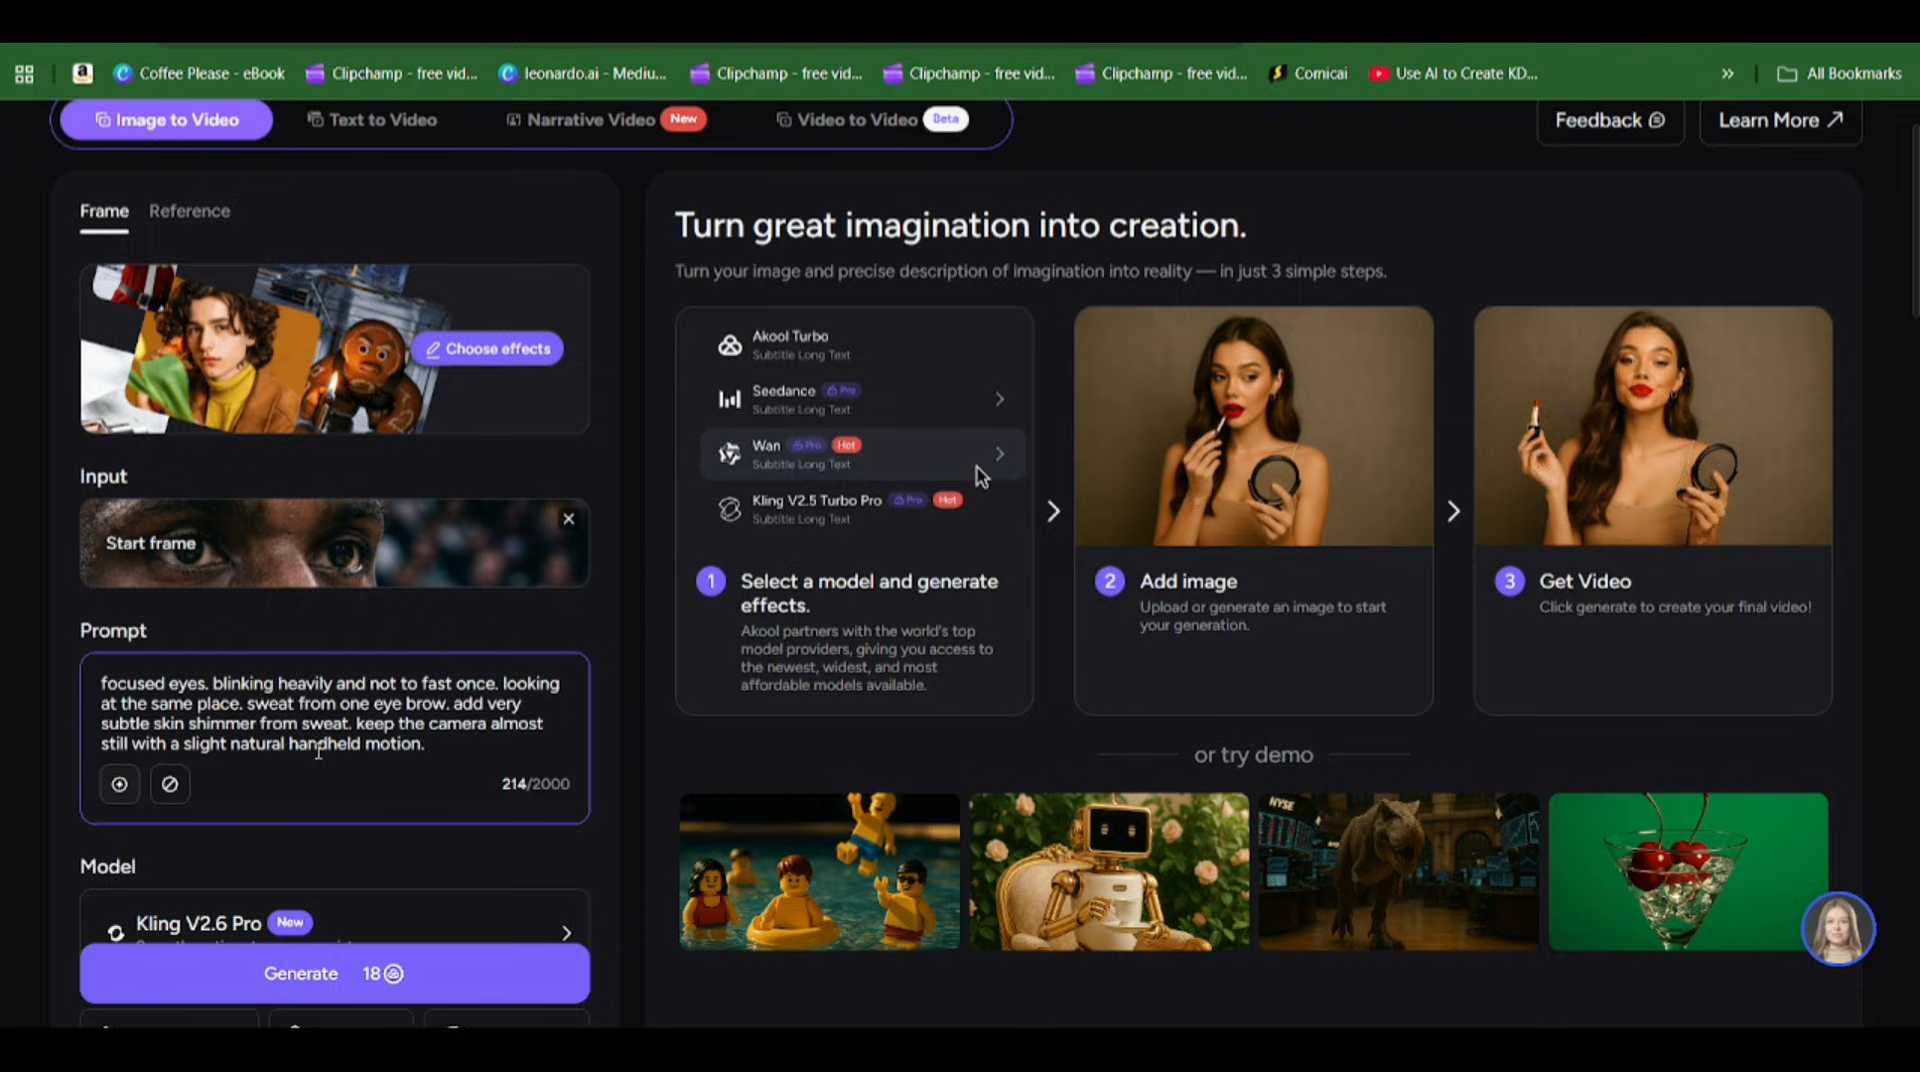 Coffee Please - eBook
Clipchamp - free vid...
leonardo.ai - Mediu...
Clipchamp - free vid...
Clipchamp - free vid...
Clipchamp - free vid...
Comicai
Use AI to Create KD...
»
All Bookmarks
Image to Video
Text to Video
Narrative Video New
Video to Video Beta
Feedback
Learn More
Frame
Reference
Choose effects
Input
Start frame
Prompt
focused eyes. blinking heavily and not to fast once. looking
at the same place. sweat from one eye brow. add very
subtle skin shimmer from sweat. keep the camera almost
still with a slight natural handheld motion.
214/2000
Model
Kling V2.6 Pro New
Generate 18
Turn great imagination into creation.
Turn your image and precise description of imagination into reality — in just 3 simple steps.
Akool Turbo
Subtitle Long Text
Seedance Pro
Subtitle Long Text
Wan Pro Hot
Subtitle Long Text
Kling V2.5 Turbo Pro Pro Hot
Subtitle Long Text
1 Select a model and generate
effects.
Akool partners with the world's top
model providers, giving you access to
the newest, widest, and most
affordable models available.
2 Add image
Upload or generate an image to start
your generation.
3 Get Video
Click generate to create your final video!
or try demo
NYSE